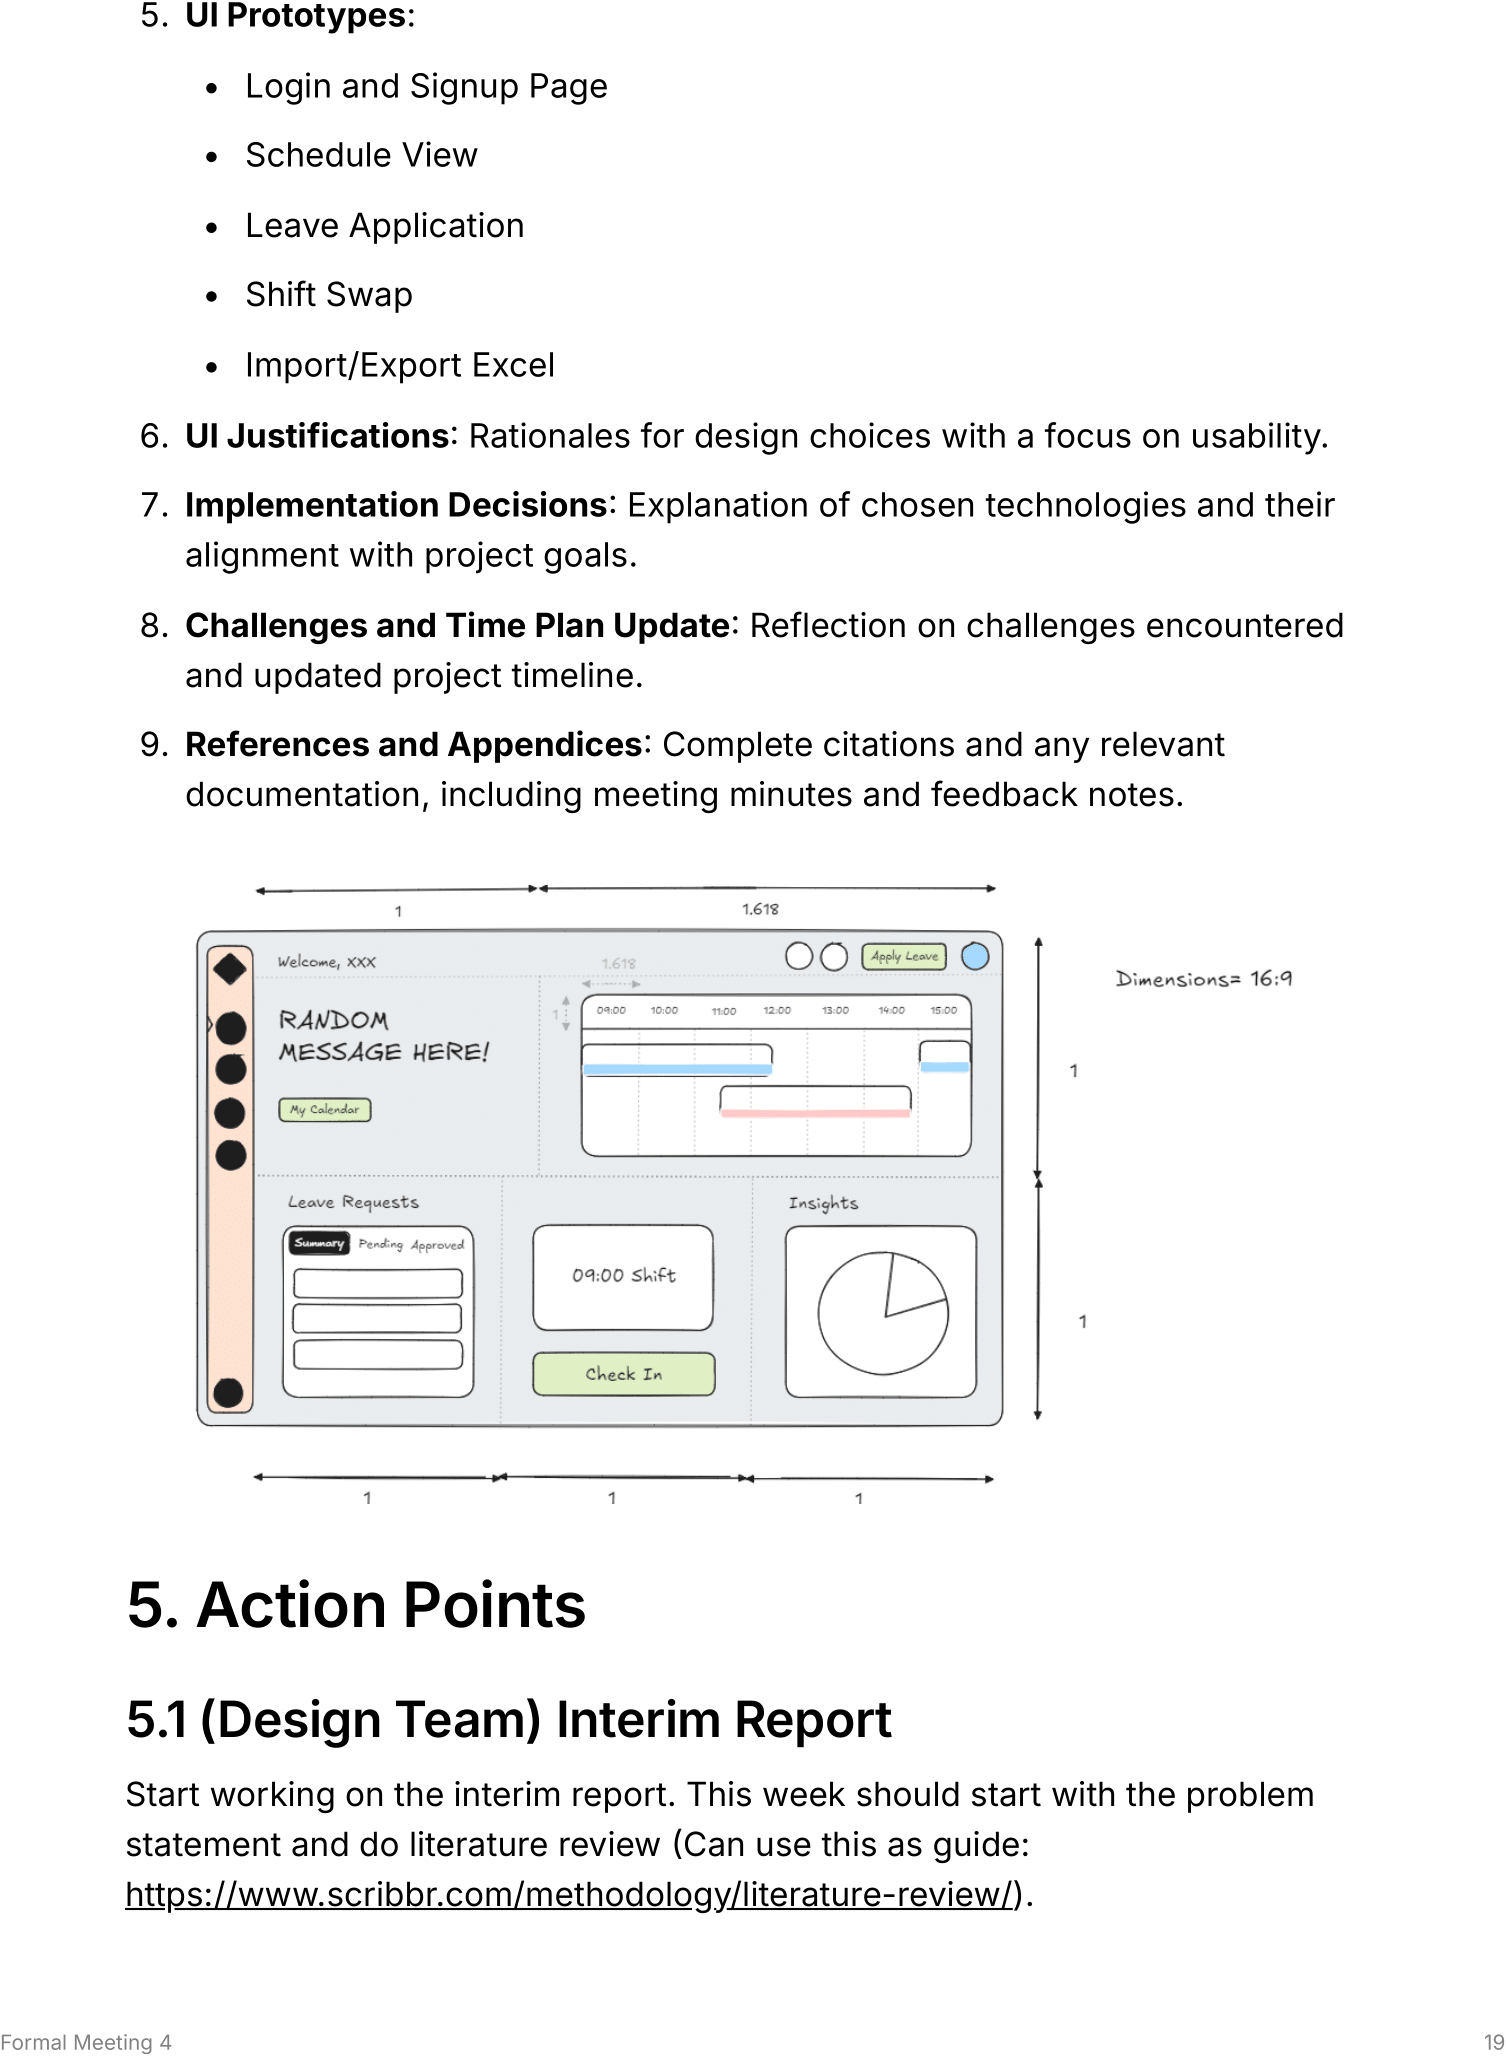 5. UI Prototypes:
• Login and Signup Page
• Schedule View
• Leave Application
• Shift Swap
• Import/Export Excel
6. UI Justifications: Rationales for design choices with a focus on usability.
7. Implementation Decisions: Explanation of chosen technologies and their
alignment with project goals.
8. Challenges and Time Plan Update: Reflection on challenges encountered
and updated project timeline.
9. References and Appendices: Complete citations and any relevant
documentation, including meeting minutes and feedback notes.
1 1.618
Welcome, XXX 1.618 Apply Leave
Dimensions= 16:9
1 09:00 10:00 11:00 12:00 13:00 14:00 15:00
RANDOM
MESSAGE HERE!
1
My Calendar
Leave Requests Insights
Summary Pending Approved
09:00 Shift
1
Check In
1 1 1
5. Action Points
5.1 (Design Team) Interim Report
Start working on the interim report. This week should start with the problem
statement and do literature review (Can use this as guide:
https://www.scribbr.com/methodology/literature-review/).
Formal Meeting 4 19